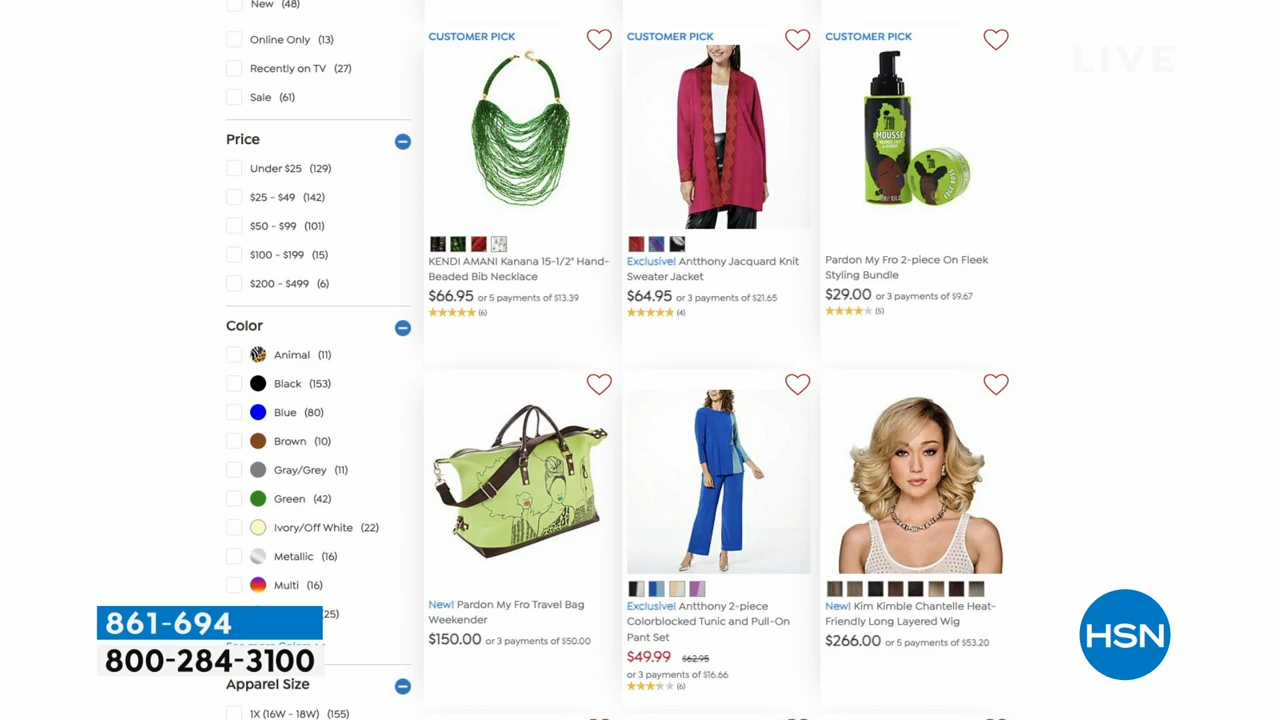 New (48)
Online Only (13)
Recently on TV (27)
Sale (61)
Price
Under $25 (129)
$25 - $49 (142)
$50 - $99 (101)
$100 - $199 (15)
$200 - $499 (6)
Color
Animal (11)
Black (153)
Blue (80)
Brown (10)
Gray/Grey (11)
Green (42)
Ivory/Off White (22)
Metallic (16)
Multi (16)
(25)
Apparel Size
1X (16W - 18W) (155)
CUSTOMER PICK
KENDI AMANI Kanana 15-1/2" Hand-
Beaded Bib Necklace
$66.95 or 5 payments of $13.39
(6)
CUSTOMER PICK
Exclusive! Antthony Jacquard Knit
Sweater Jacket
$64.95 or 3 payments of $21.65
(4)
CUSTOMER PICK
MOUSSE
Pardon My Fro 2-piece On Fleek
Styling Bundle
$29.00 or 3 payments of $9.67
(5)
New! Pardon My Fro Travel Bag
Weekender
$150.00 or 3 payments of $50.00
Exclusive! Antthony 2-piece
Colorblocked Tunic and Pull-On
Pant Set
$49.99 $62.95
or 3 payments of $16.66
(6)
New! Kim Kimble Chantelle Heat-
Friendly Long Layered Wig
$266.00 or 5 payments of $53.20
LIVE
861-694
800-284-3100
HSN